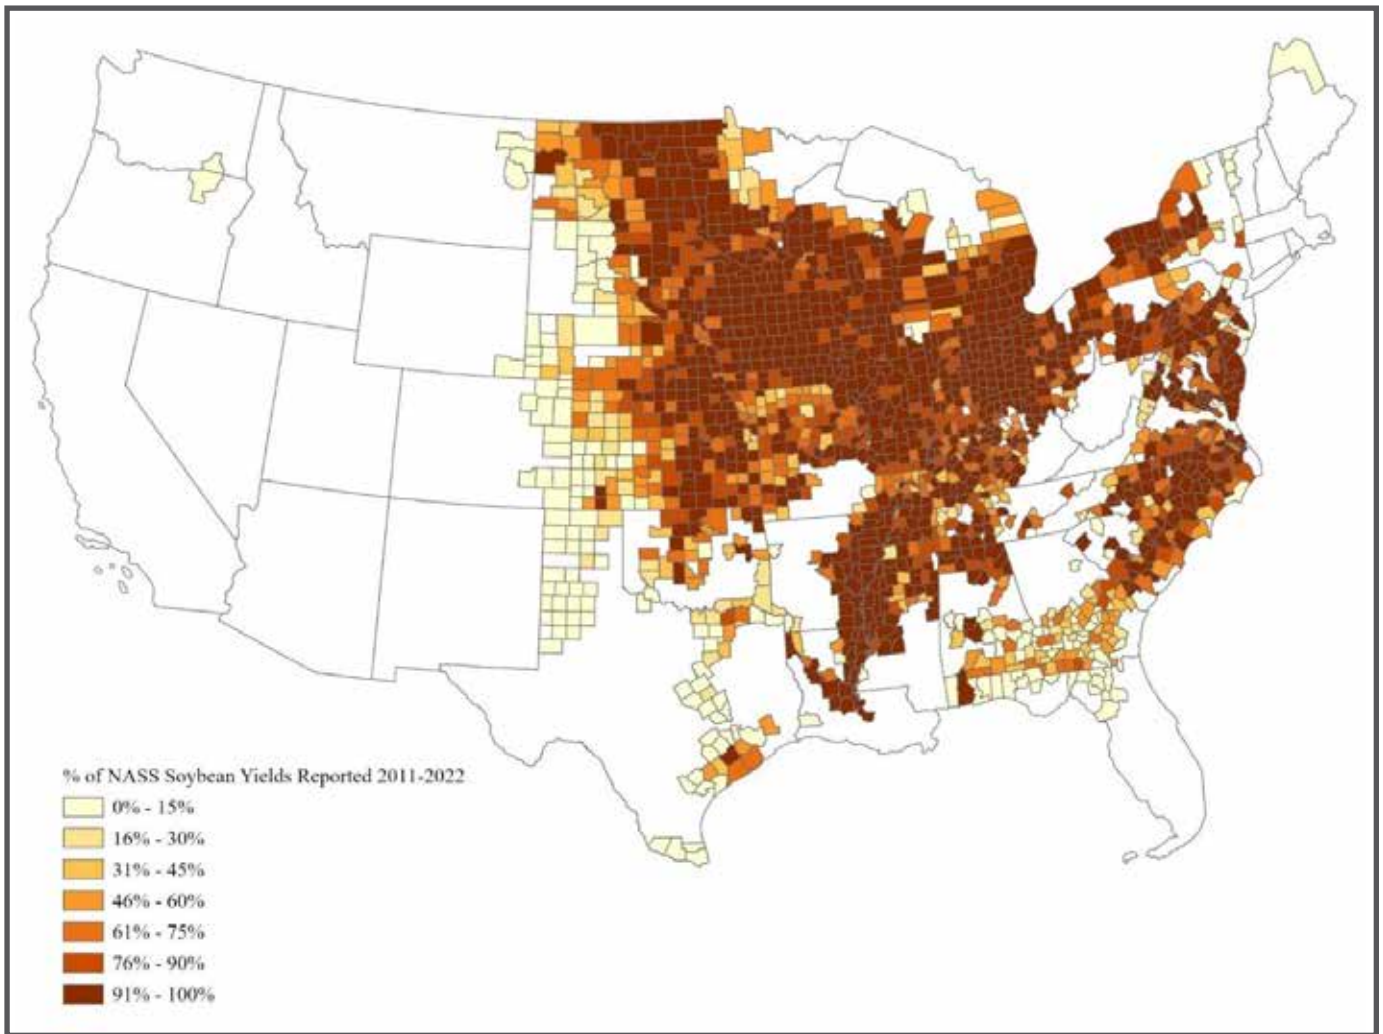 % of NASS Soybean Yields Reported 2011-2022
0% - 15%
16% - 30%
31% - 45%
46% - 60%
61% - 75%
76% - 90%
91% - 100%